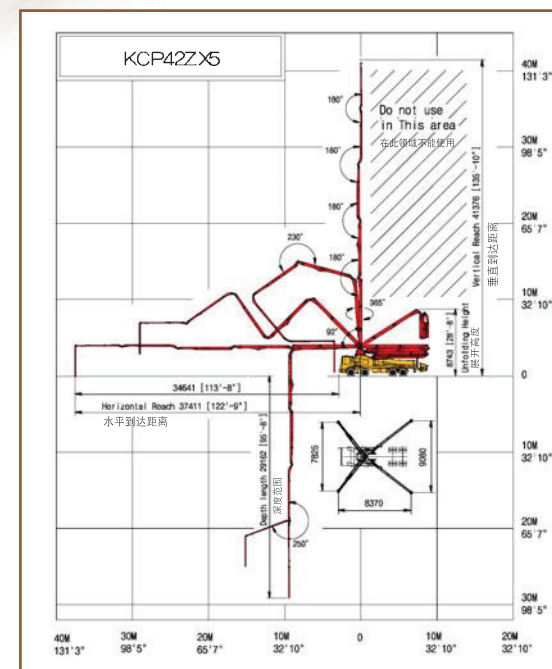 KCP42ZX5
40M
131'3"
180°
Do not use
in This area
在此领域不能使用
30M
98'5"
180°
Vertical Reach 41376 [135'-10"]
垂直到达距离
180°
20M
65'7"
230°
180°
10M
32'10"
365°
92°
8743 [28'-8"]
Unfolding Height
展开高度
0
34641 [113'-8"]
Horizontal Reach 37411 [122'-9"]
水平到达距离
Depth length 29162 [95'-8"]
深度范围
7825
9080
8370
10M
32'10"
20M
65'7"
250°
30M
98'5"
40M 30M 20M 10M 0 10M 20M
131'3" 98'5" 65'7" 32'10" 32'10" 32'10"